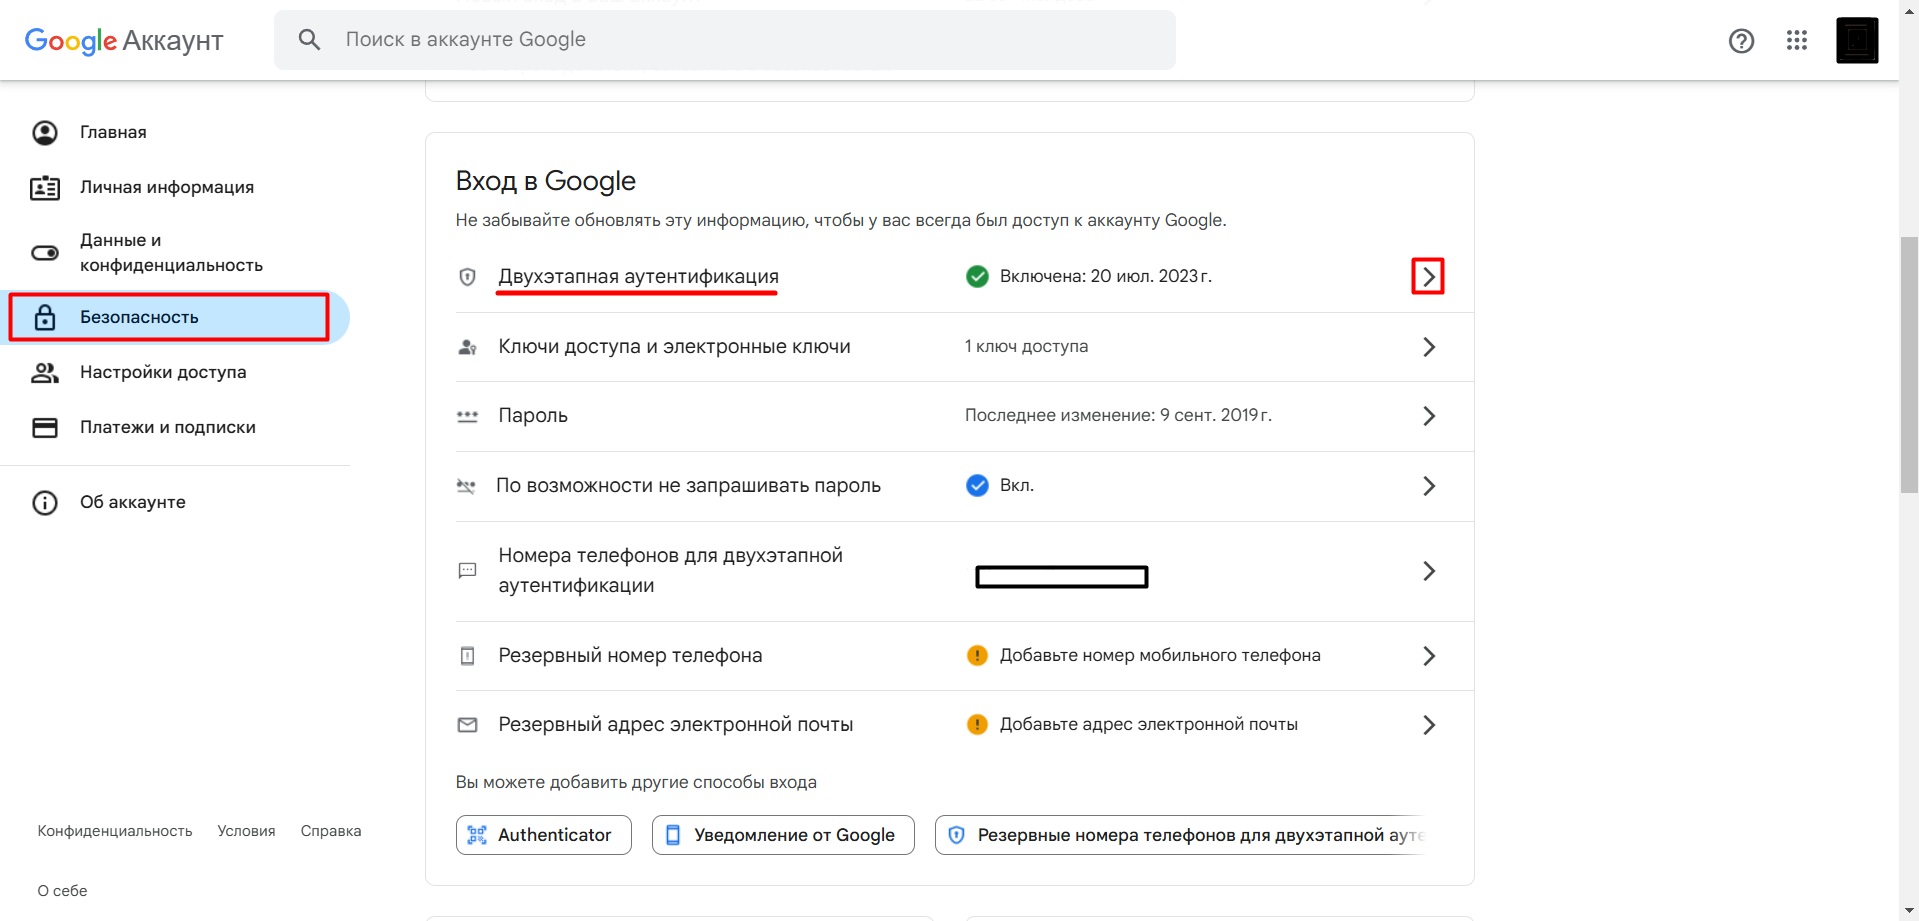 Google Аккаунт
Поиск в аккаунте Google
Главная
Личная информация
Данные и
конфиденциальность
Безопасность
Настройки доступа
Платежи и подписки
Об аккаунте
Конфиденциальность Условия Справка
О себе
Вход в Google
Не забывайте обновлять эту информацию, чтобы у вас всегда был доступ к аккаунту Google.
Двухэтапная аутентификация Включена: 20 июл. 2023 г.
Ключи доступа и электронные ключи 1 ключ доступа
Пароль Последнее изменение: 9 сент. 2019 г.
По возможности не запрашивать пароль Вкл.
Номера телефонов для двухэтапной
аутентификации
Резервный номер телефона Добавьте номер мобильного телефона
Резервный адрес электронной почты Добавьте адрес электронной почты
Вы можете добавить другие способы входа
Authenticator Уведомление от Google Резервные номера телефонов для двухэтапной ауте